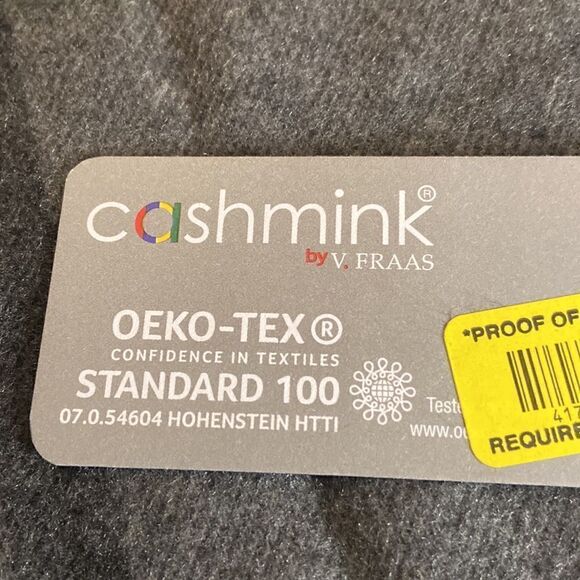 cashmink®
by V. FRAAS
OEKO-TEX®
CONFIDENCE IN TEXTILES
STANDARD 100
07.0.54604 HOHENSTEIN HTTI
*PROOF OF
REQUIRE